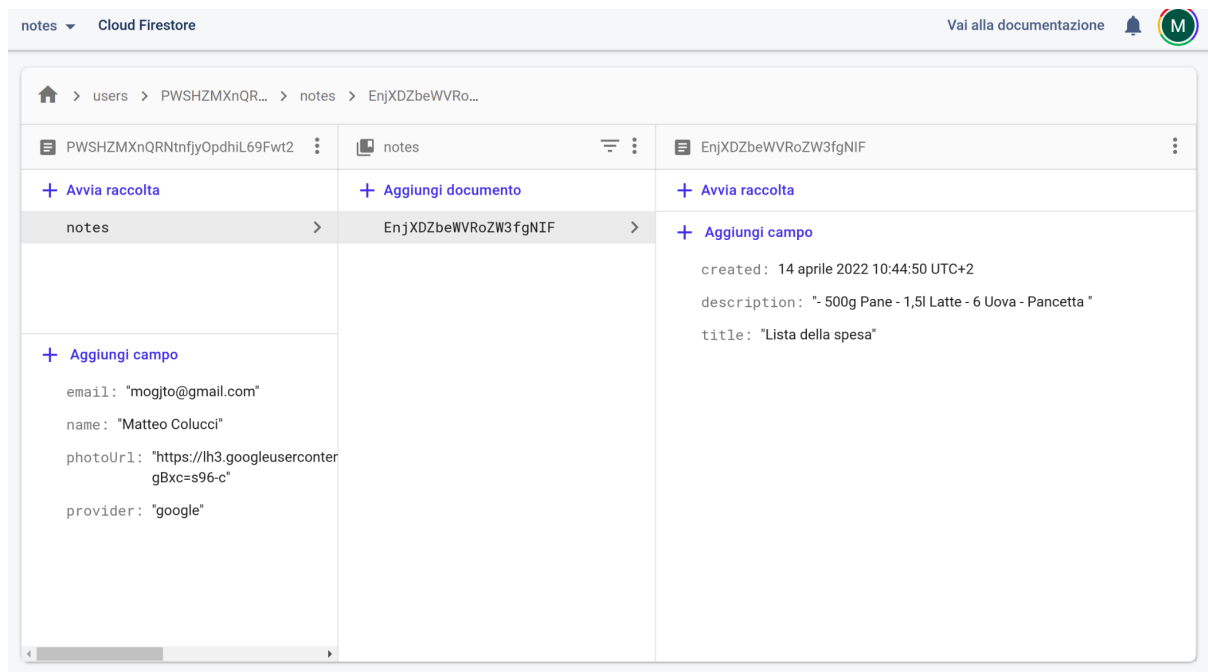 notes Cloud Firestore Vai alla documentazione M
> users > PWSHZMXnQR... > notes > EnjXDZbeWVRo...
PWSHZMXnQRNtnfjyOpdhiL69Fwt2
+ Avvia raccolta
notes
+ Aggiungi campo
email: "mogjto@gmail.com"
name: "Matteo Colucci"
photoUrl: "https://lh3.googleuserconter
gBxc=s96-c"
provider: "google"
notes
+ Aggiungi documento
EnjXDZbeWVRoZW3fgNIF
EnjXDZbeWVRoZW3fgNIF
+ Avvia raccolta
+ Aggiungi campo
created: 14 aprile 2022 10:44:50 UTC+2
description: "- 500g Pane - 1,5l Latte - 6 Uova - Pancetta "
title: "Lista della spesa"